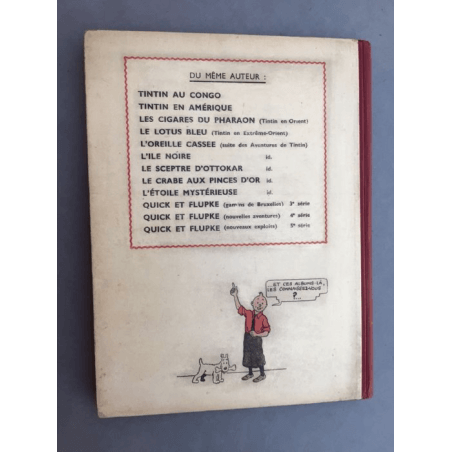 DU MÊME AUTEUR :
TINTIN AU CONGO
TINTIN EN AMÉRIQUE
LES CIGARES DU PHARAON (Tintin en Orient)
LE LOTUS BLEU (Tintin en Extrême-Orient)
L'OREILLE CASSÉE (suite des Aventures de Tintin)
L'ILE NOIRE id.
LE SCEPTRE D'OTTOKAR id.
LE CRABE AUX PINCES D'OR id.
L'ÉTOILE MYSTÉRIEUSE id.
QUICK ET FLUPKE (gamins de Bruxelles) 3e série
QUICK ET FLUPKE (nouvelles aventures) 4e série
QUICK ET FLUPKE (nouveaux exploits) 5e série
...ET CES ALBUMS-LÀ,
LES CONNAISSEZ-VOUS
?...